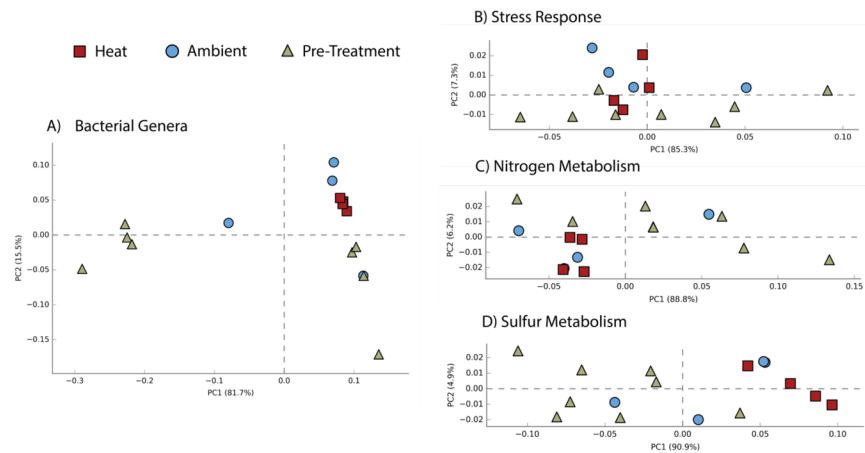 B) Stress Response
Heat Ambient Pre-Treatment
PC2 (7.3%)
0.02
0.01
0.00
−0.01
−0.05 0.00 0.05 0.10
PC1 (85.3%)
A) Bacterial Genera
PC2 (15.5%)
0.10
0.05
0.00
−0.05
−0.10
−0.15
−0.3 −0.2 −0.1 0.0 0.1
PC1 (81.7%)
C) Nitrogen Metabolism
PC2 (6.2%)
0.02
0.01
0.00
−0.01
−0.02
−0.05 0.00 0.05 0.10 0.15
PC1 (88.8%)
D) Sulfur Metabolism
PC2 (4.9%)
0.02
0.01
0.00
−0.01
−0.02
−0.10 −0.05 0.00 0.05 0.10
PC1 (90.9%)